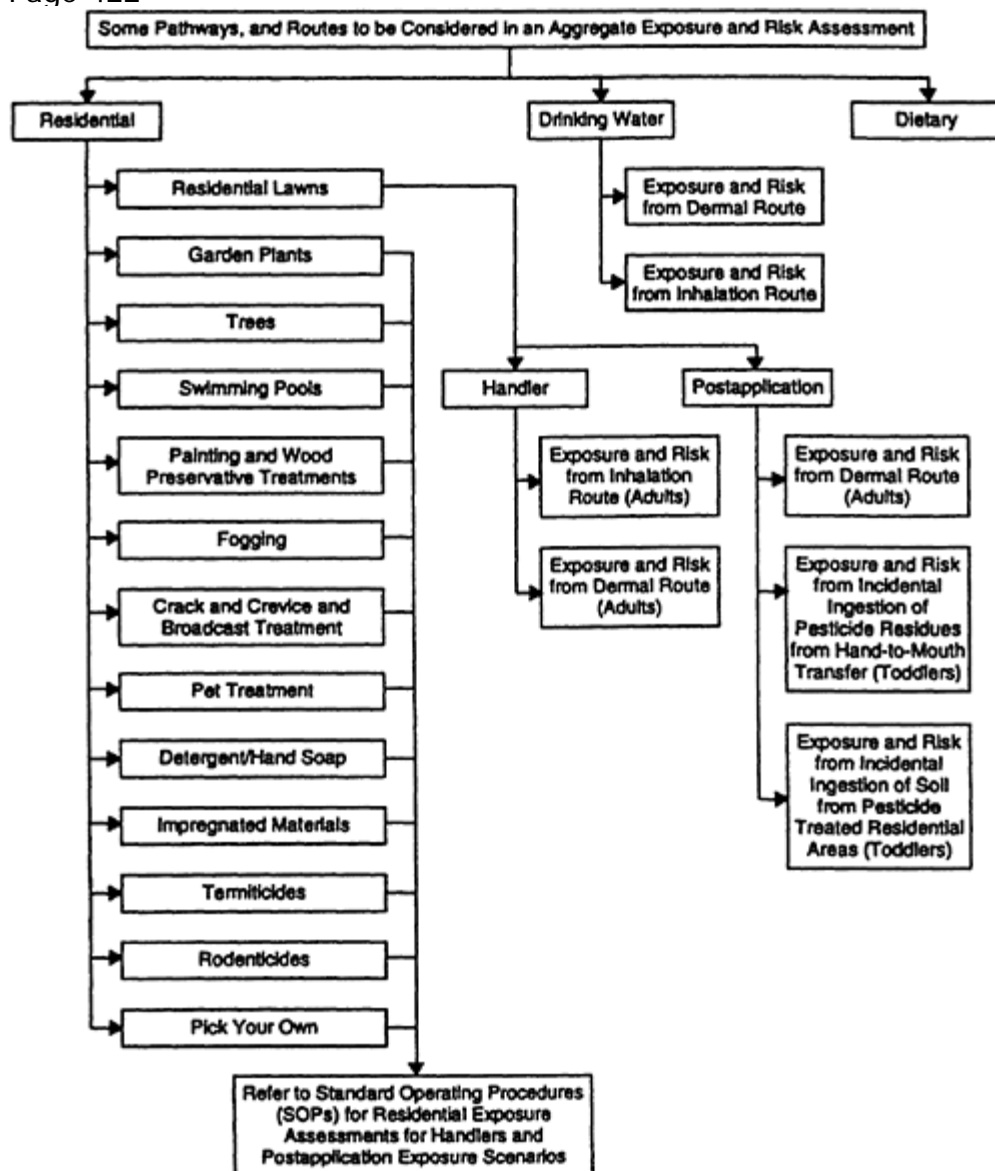 Some Pathways, and Routes to be Considered in an Aggregate Exposure and Risk Assessment
Residential
Drinking Water
Dietary
Residential Lawns
Garden Plants
Trees
Swimming Pools
Painting and Wood
Preservative Treatments
Fogging
Crack and Crevice and
Broadcast Treatment
Pet Treatment
Detergent/Hand Soap
Impregnated Materials
Termiticides
Rodenticides
Pick Your Own
Refer to Standard Operating Procedures
(SOPs) for Residential Exposure
Assessments for Handlers and
Postapplication Exposure Scenarios
Exposure and Risk
from Dermal Route
Exposure and Risk
from Inhalation Route
Handler
Exposure and Risk
from Inhalation
Route (Adults)
Exposure and Risk
from Dermal Route
(Adults)
Postapplication
Exposure and Risk
from Dermal Route
(Adults)
Exposure and Risk
from Incidental
Ingestion of
Pesticide Residues
from Hand-to-Mouth
Transfer (Toddlers)
Exposure and Risk
from Incidental
Ingestion of Soil
from Pesticide
Treated Residential
Areas (Toddlers)